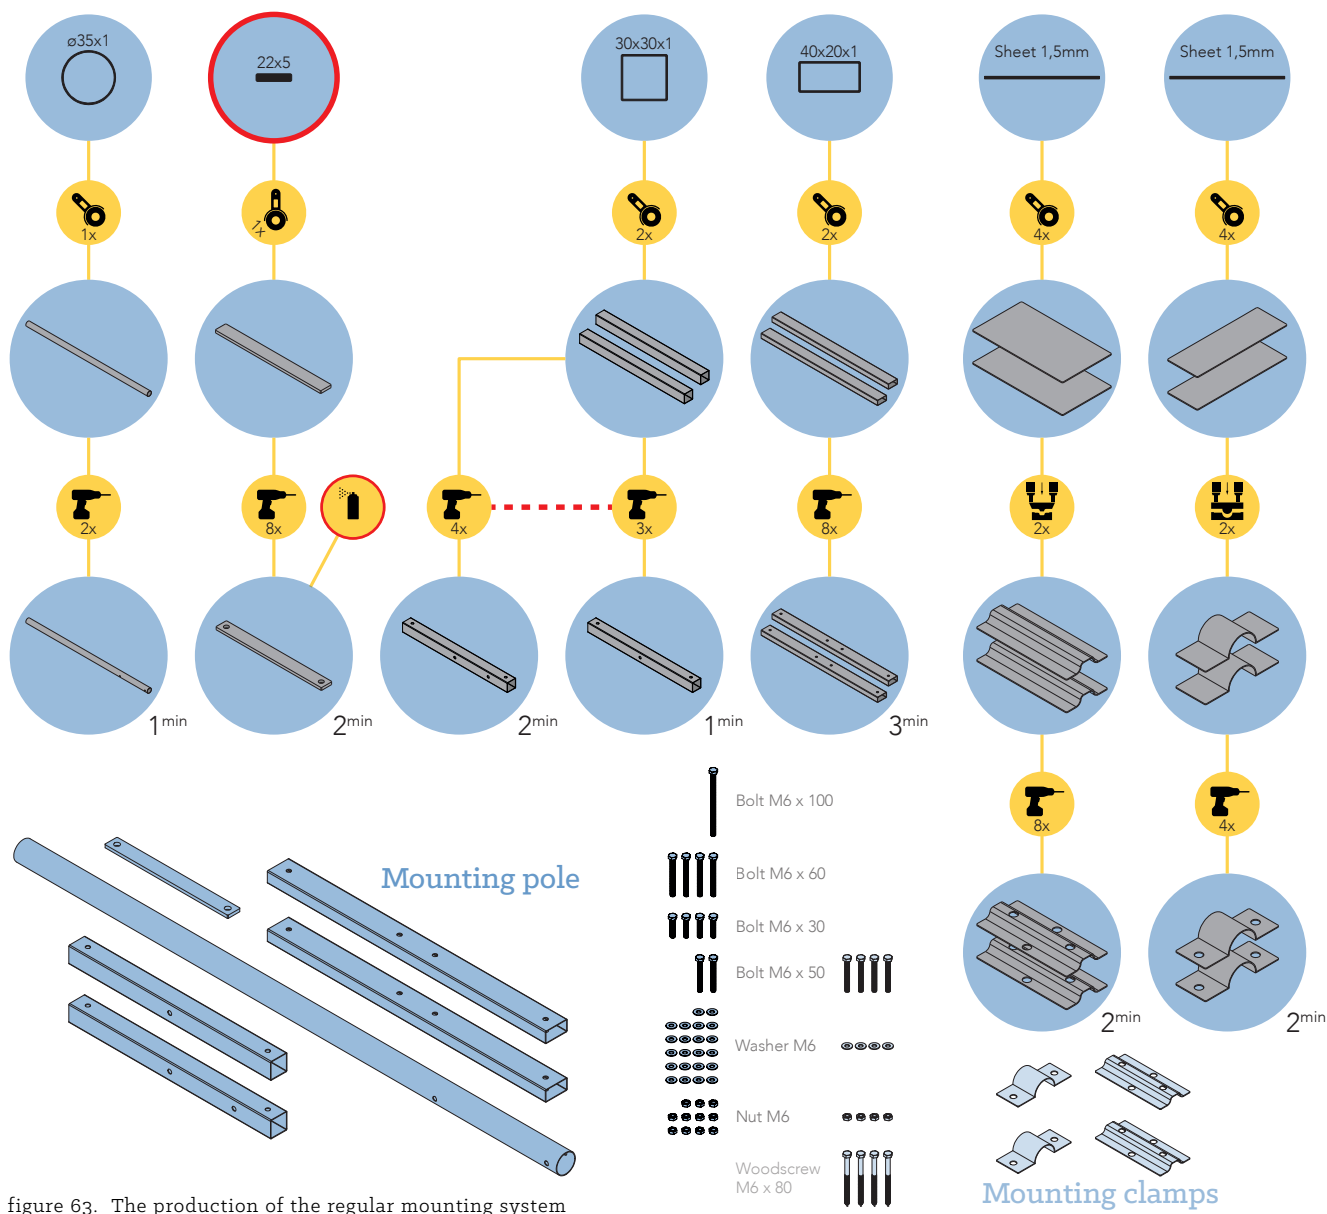 ø35x1
22x5
30x30x1
40x20x1
Sheet 1,5mm
Sheet 1,5mm
1x
1x
2x
2x
4x
4x
2x
8x
4x
3x
8x
2x
2x
1min
2min
2min
1min
3min
8x
4x
2min
2min
Mounting pole
Bolt M6 x 100
Bolt M6 x 60
Bolt M6 x 30
Bolt M6 x 50
Washer M6
Nut M6
Woodscrew
M6 x 80
Mounting clamps
figure 63. The production of the regular mounting system